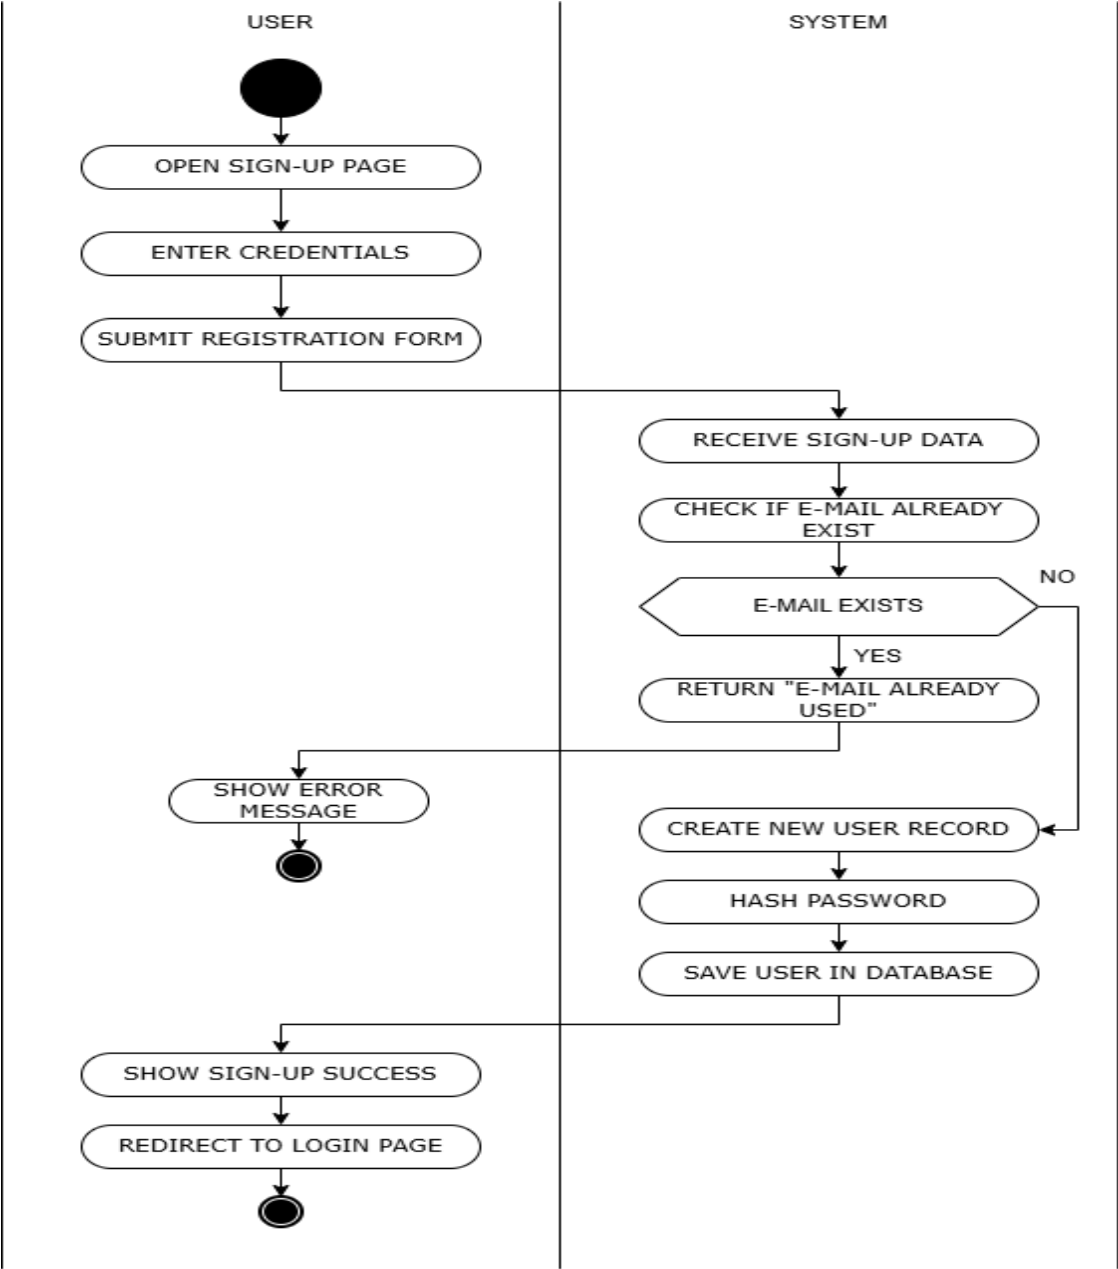 USER
SYSTEM
OPEN SIGN-UP PAGE
ENTER CREDENTIALS
SUBMIT REGISTRATION FORM
RECEIVE SIGN-UP DATA
CHECK IF E-MAIL ALREADY
EXIST
NO
E-MAIL EXISTS
YES
RETURN "E-MAIL ALREADY
USED"
SHOW ERROR
MESSAGE
CREATE NEW USER RECORD
HASH PASSWORD
SAVE USER IN DATABASE
SHOW SIGN-UP SUCCESS
REDIRECT TO LOGIN PAGE